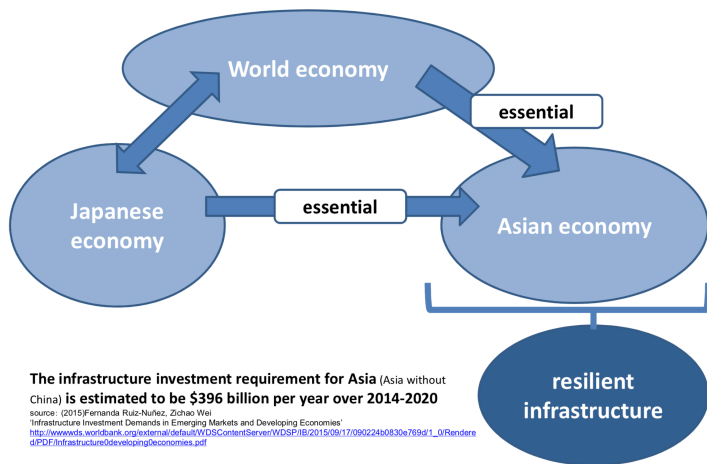 World economy
essential
Japanese
economy
essential
Asian economy
resilient
infrastructure
The infrastructure investment requirement for Asia (Asia without
China) is estimated to be $396 billion per year over 2014-2020
source: (2015)Fernanda Ruiz-Nuñez, Zichao Wei
‘Infrastructure Investment Demands in Emerging Markets and Developing Economies’
http://wwwwds.worldbank.org/external/default/WDSContentServer/WDSP/IB/2015/09/17/090224b0830e769d/1_0/Rendere
d/PDF/Infrastructure0developing0economies.pdf